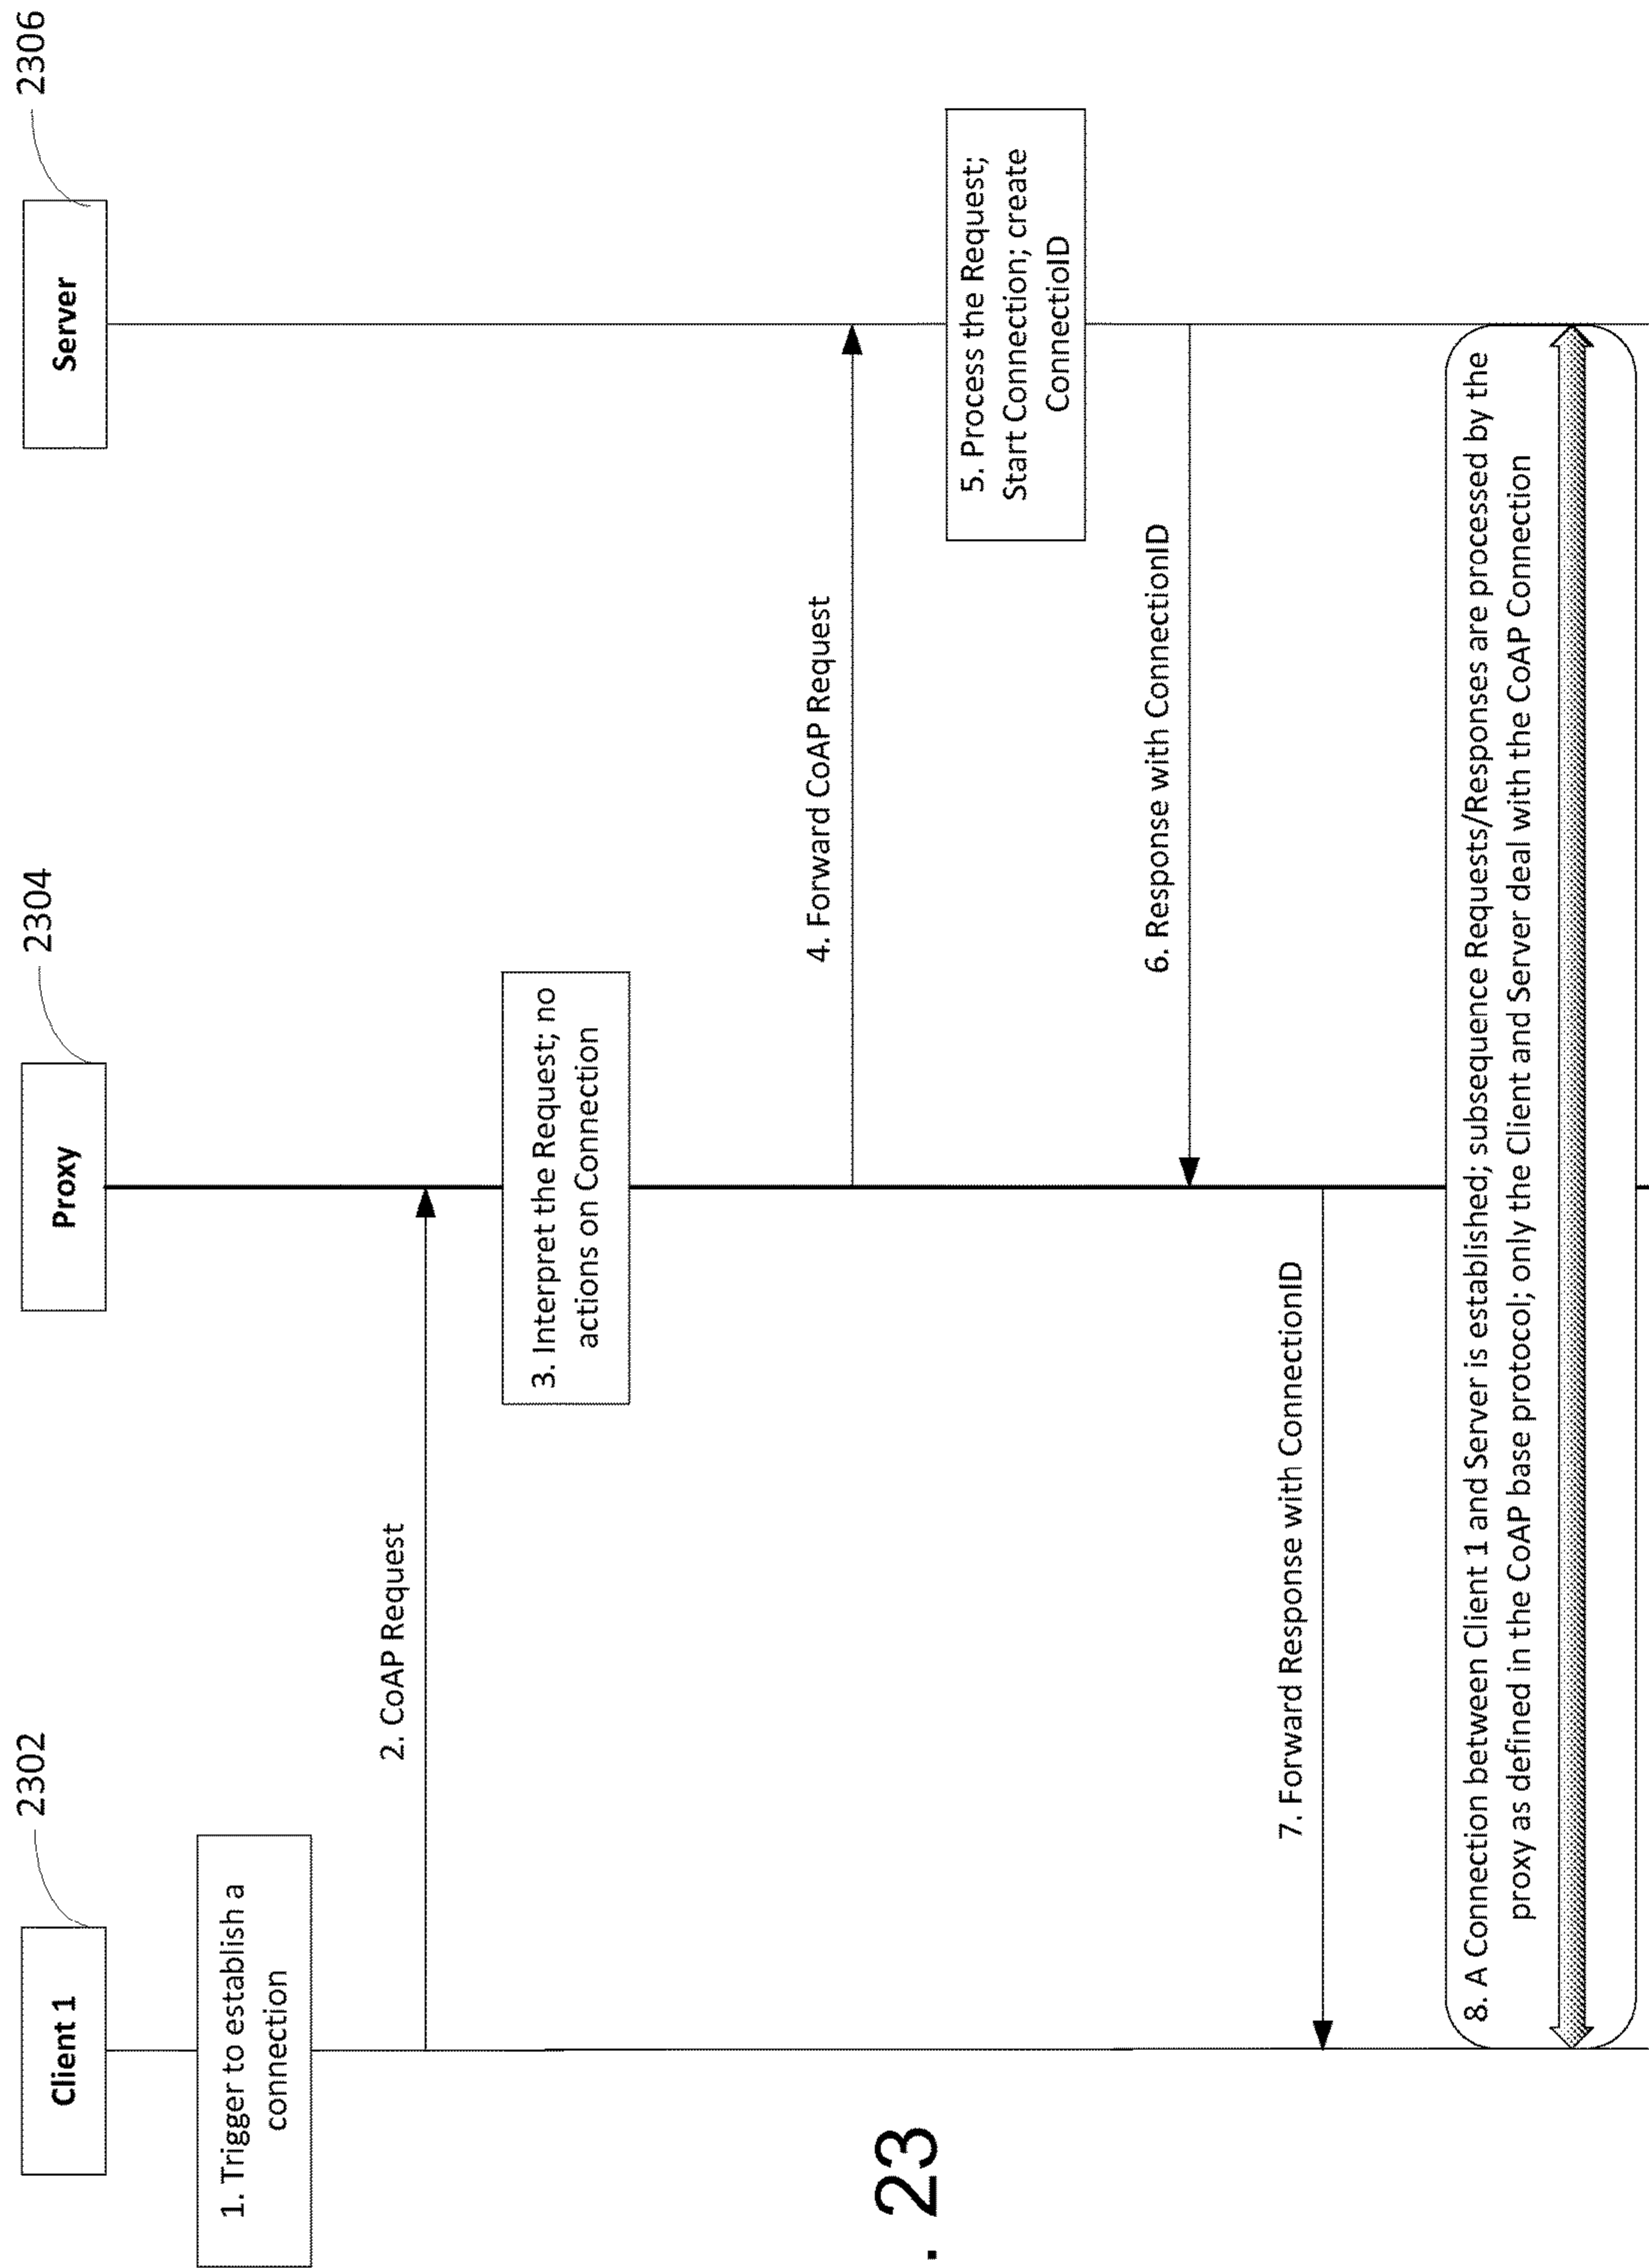 2302
2304
2306
Client 1
Proxy
Server
1. Trigger to establish a
connection
2. CoAP Request
3. Interpret the Request; no
actions on Connection
4. Forward CoAP Request
5. Process the Request;
Start Connection; create
ConnectioID
6. Response with ConnectionID
7. Forward Response with ConnectionID
8. A Connection between Client 1 and Server is established; subsequence Requests/Responses are processed by the
proxy as defined in the CoAP base protocol; only the Client and Server deal with the CoAP Connection
. 23